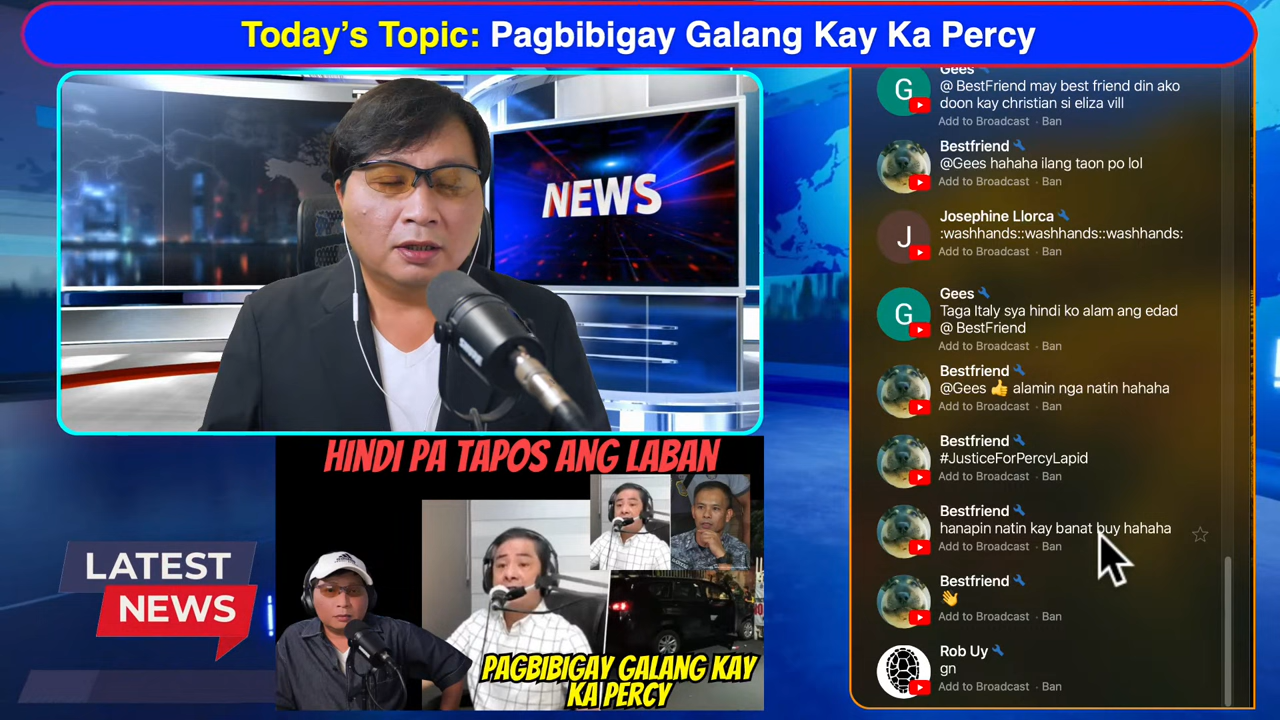 Today's Topic: Pagbibigay Galang Kay Ka Percy
NEWS
HINDI PA TAPOS ANG LABAN
PAGBIBIGAY GALANG KAY
KA PERCY
LATEST
NEWS
Gees
@ BestFriend may best friend din ako
doon kay christian si eliza vill
Add to Broadcast · Ban
Bestfriend
@Gees hahaha ilang taon po lol
Add to Broadcast · Ban
Josephine Llorca
:washhands::washhands::washhands:
Add to Broadcast · Ban
Gees
Taga Italy sya hindi ko alam ang edad
@ BestFriend
Add to Broadcast · Ban
Bestfriend
@Gees 👍 alamin nga natin hahaha
Add to Broadcast · Ban
Bestfriend
#JusticeForPercyLapid
Add to Broadcast · Ban
Bestfriend
hanapin natin kay banat buy hahaha
Add to Broadcast · Ban
Bestfriend
👋
Add to Broadcast · Ban
Rob Uy
gn
Add to Broadcast · Ban
G
J
G